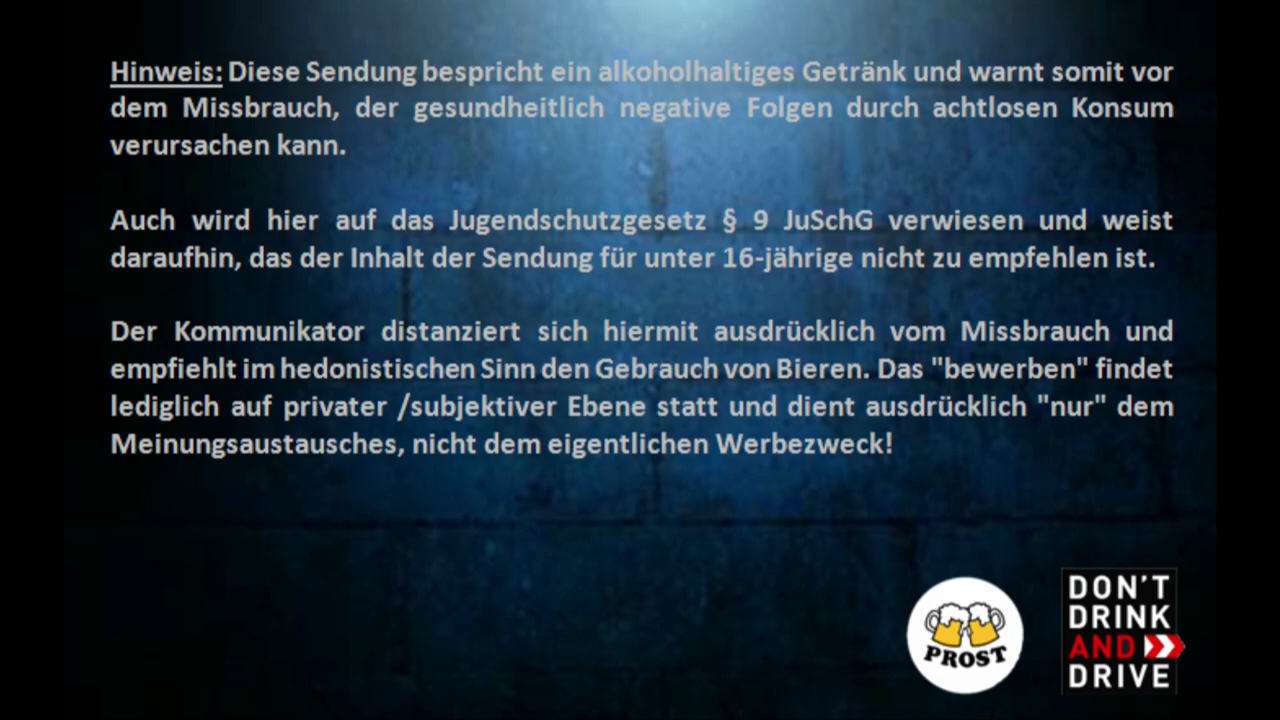 Hinweis: Diese Sendung bespricht ein alkoholhaltiges Getränk und warnt somit vor
dem Missbrauch, der gesundheitlich negative Folgen durch achtlosen Konsum
verursachen kann.
Auch wird hier auf das Jugendschutzgesetz § 9 JuSchG verwiesen und weist
daraufhin, das der Inhalt der Sendung für unter 16-jährige nicht zu empfehlen ist.
Der Kommunikator distanziert sich hiermit ausdrücklich vom Missbrauch und
empfiehlt im hedonistischen Sinn den Gebrauch von Bieren. Das "bewerben" findet
lediglich auf privater /subjektiver Ebene statt und dient ausdrücklich "nur" dem
Meinungsaustausches, nicht dem eigentlichen Werbezweck!
PROST
DON'T
DRINK
AND
DRIVE